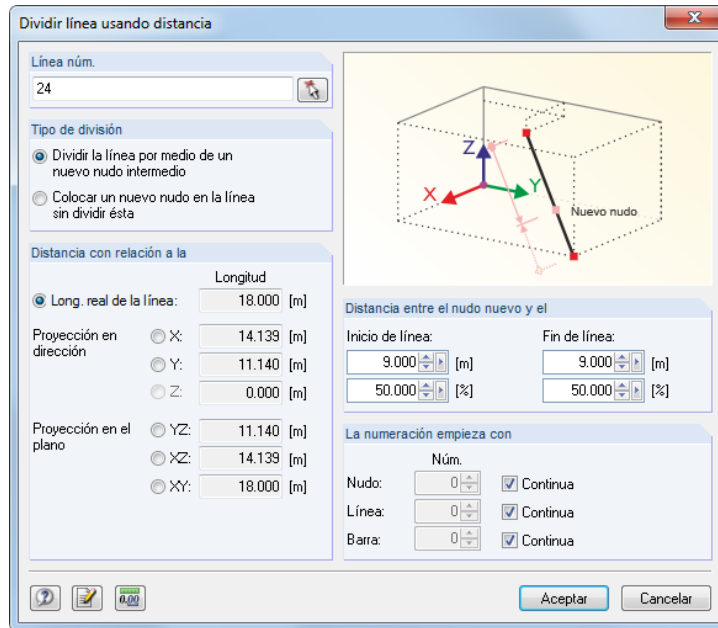 Dividir línea usando distancia
Línea núm.
24
Tipo de división
Dividir la línea por medio de un
nuevo nudo intermedio
Colocar un nuevo nudo en la línea
sin dividir ésta
Distancia con relación a la
Longitud
Long. real de la línea: 18.000 [m]
Proyección en
dirección
X: 14.139 [m]
Y: 11.140 [m]
Z: 0.000 [m]
Proyección en el
plano
YZ: 11.140 [m]
XZ: 14.139 [m]
XY: 18.000 [m]
Z
X
Y
Nuevo nudo
Distancia entre el nudo nuevo y el
Inicio de línea: Fin de línea:
9.000 [m] 9.000 [m]
50.000 [%] 50.000 [%]
La numeración empieza con
Núm.
Nudo: 0 Continua
Línea: 0 Continua
Barra: 0 Continua
0.00
Aceptar Cancelar